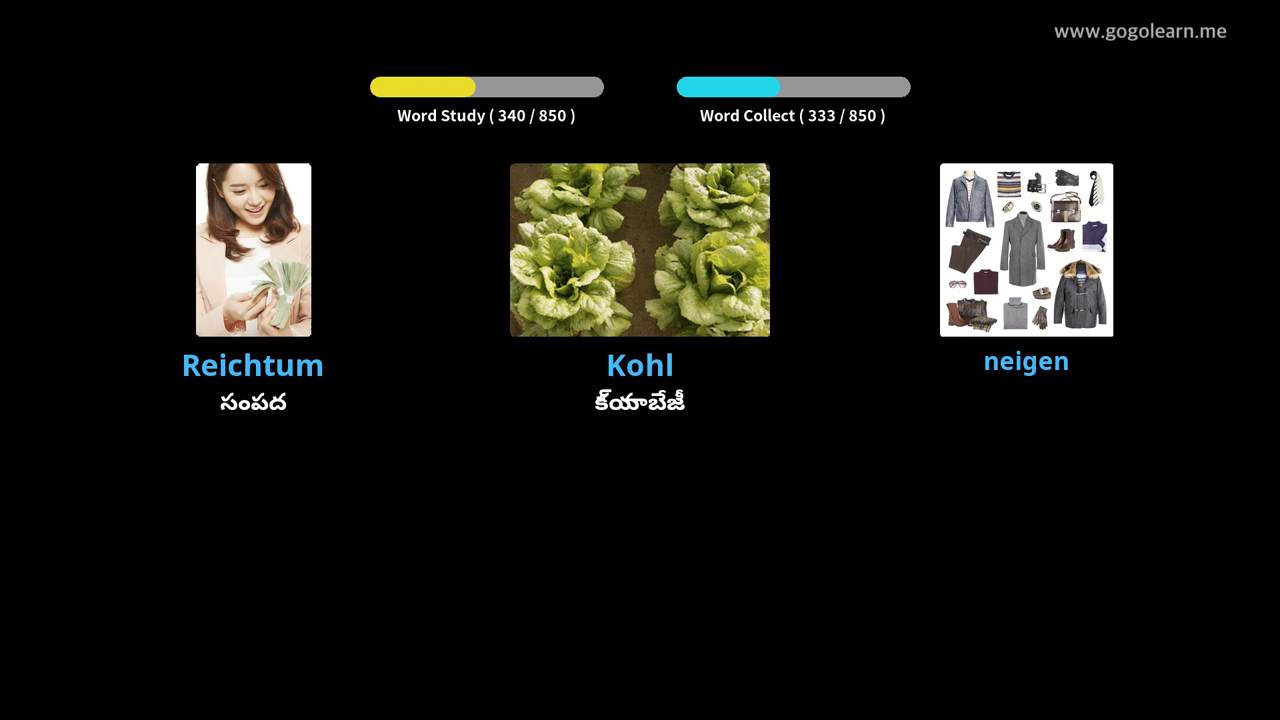 www.gogolearn.me
Word Study ( 340 / 850 )
Word Collect ( 333 / 850 )
Reichtum
సంపద
Kohl
క్‌యాబేజీ
neigen